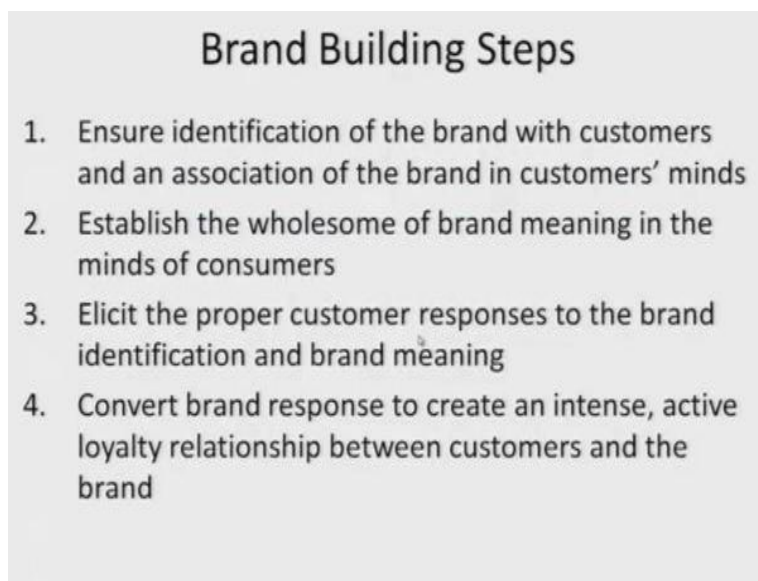 Brand Building Steps
1. Ensure identification of the brand with customers
and an association of the brand in customers' minds
2. Establish the wholesome of brand meaning in the
minds of consumers
3. Elicit the proper customer responses to the brand
identification and brand meaning
4. Convert brand response to create an intense, active
loyalty relationship between customers and the
brand